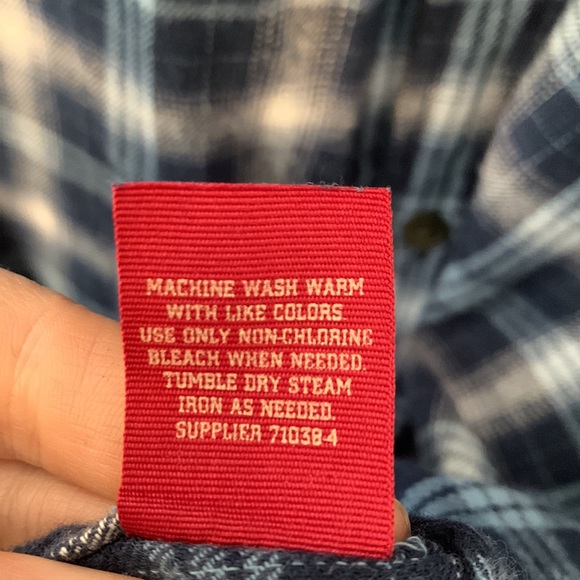 MACHINE WASH WARM
WITH LIKE COLORS
USE ONLY NON-CHLORINE
BLEACH WHEN NEEDED.
TUMBLE DRY STEAM
IRON AS NEEDED.
SUPPLIER 71038-4